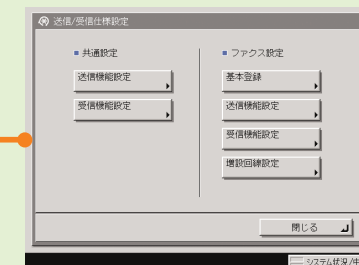 送信/受信仕様設定
■ 共通設定
送信機能設定
受信機能設定
■ ファクス設定
基本登録
送信機能設定
受信機能設定
増設回線設定
閉じる
システム状況/中